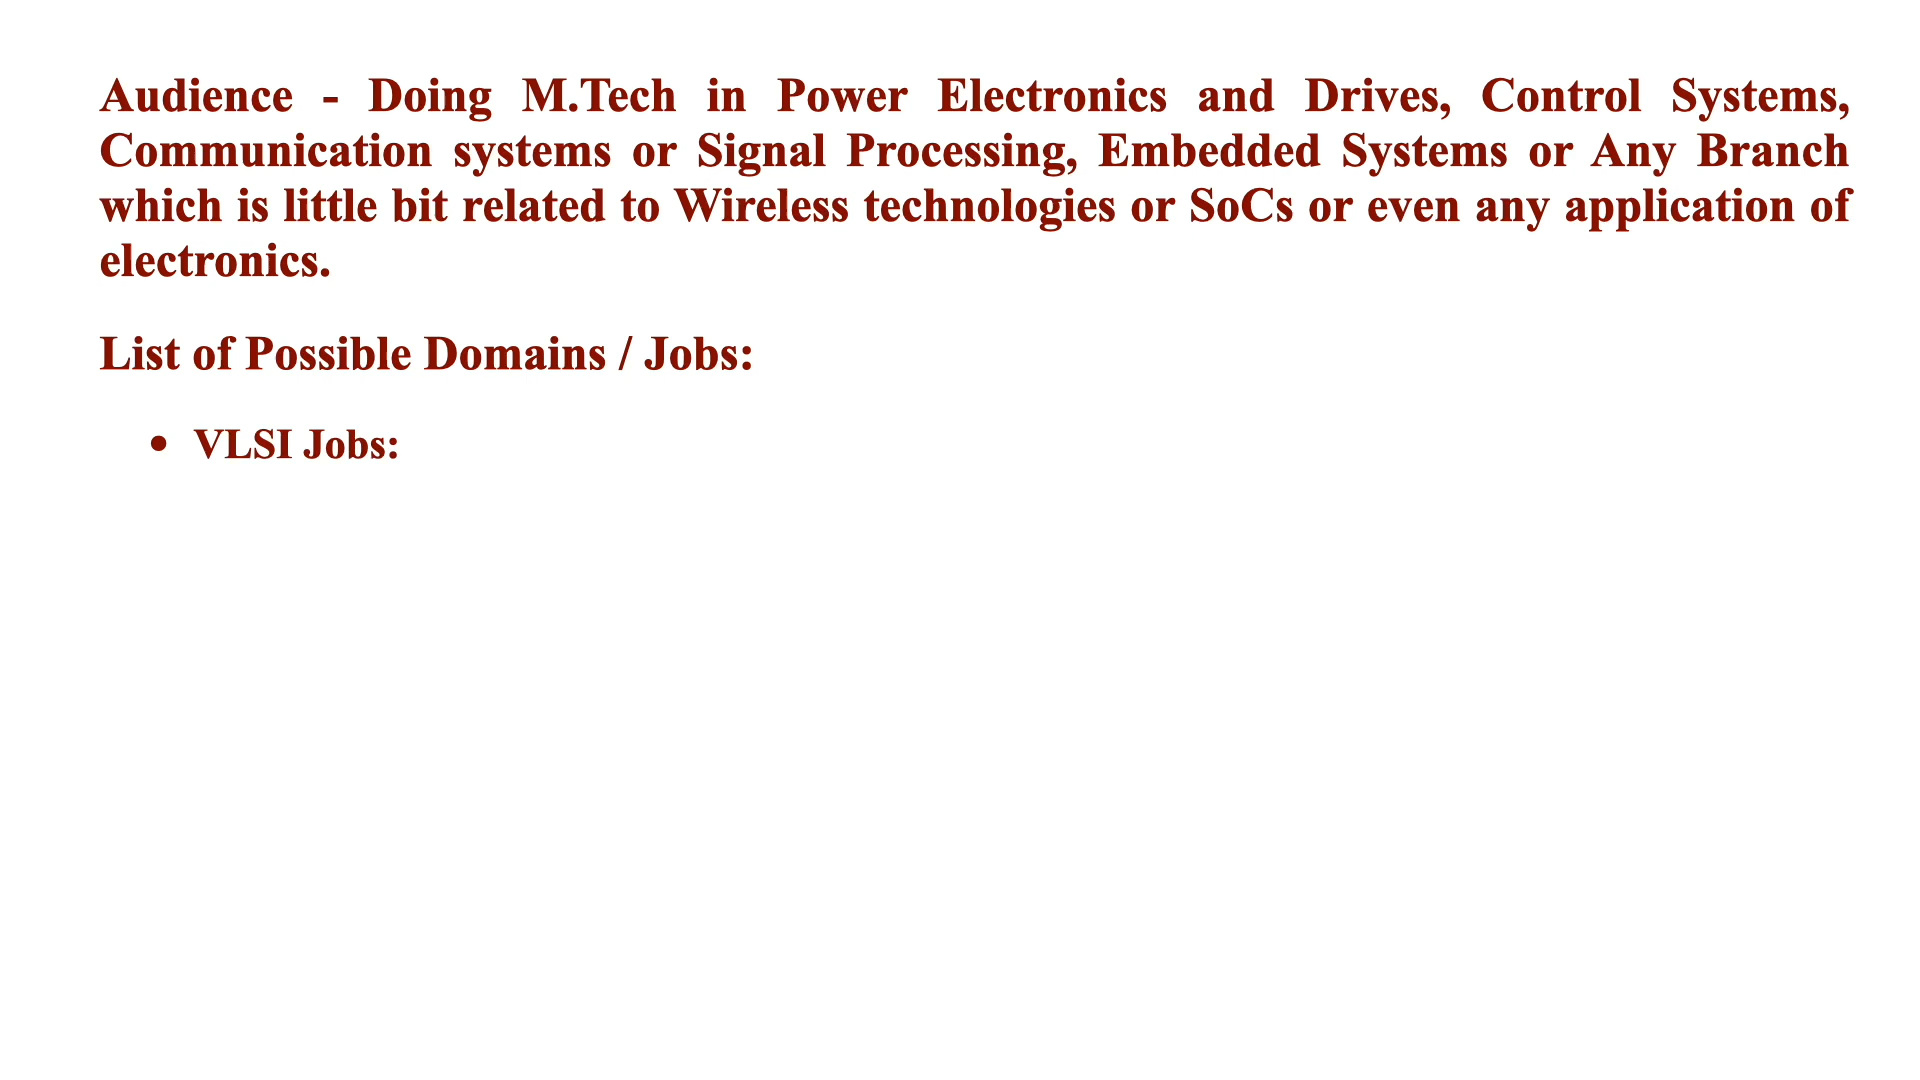 Audience - Doing M.Tech in Power Electronics and Drives, Control Systems,
Communication systems or Signal Processing, Embedded Systems or Any Branch
which is little bit related to Wireless technologies or SoCs or even any application of
electronics.
List of Possible Domains / Jobs:
• VLSI Jobs: